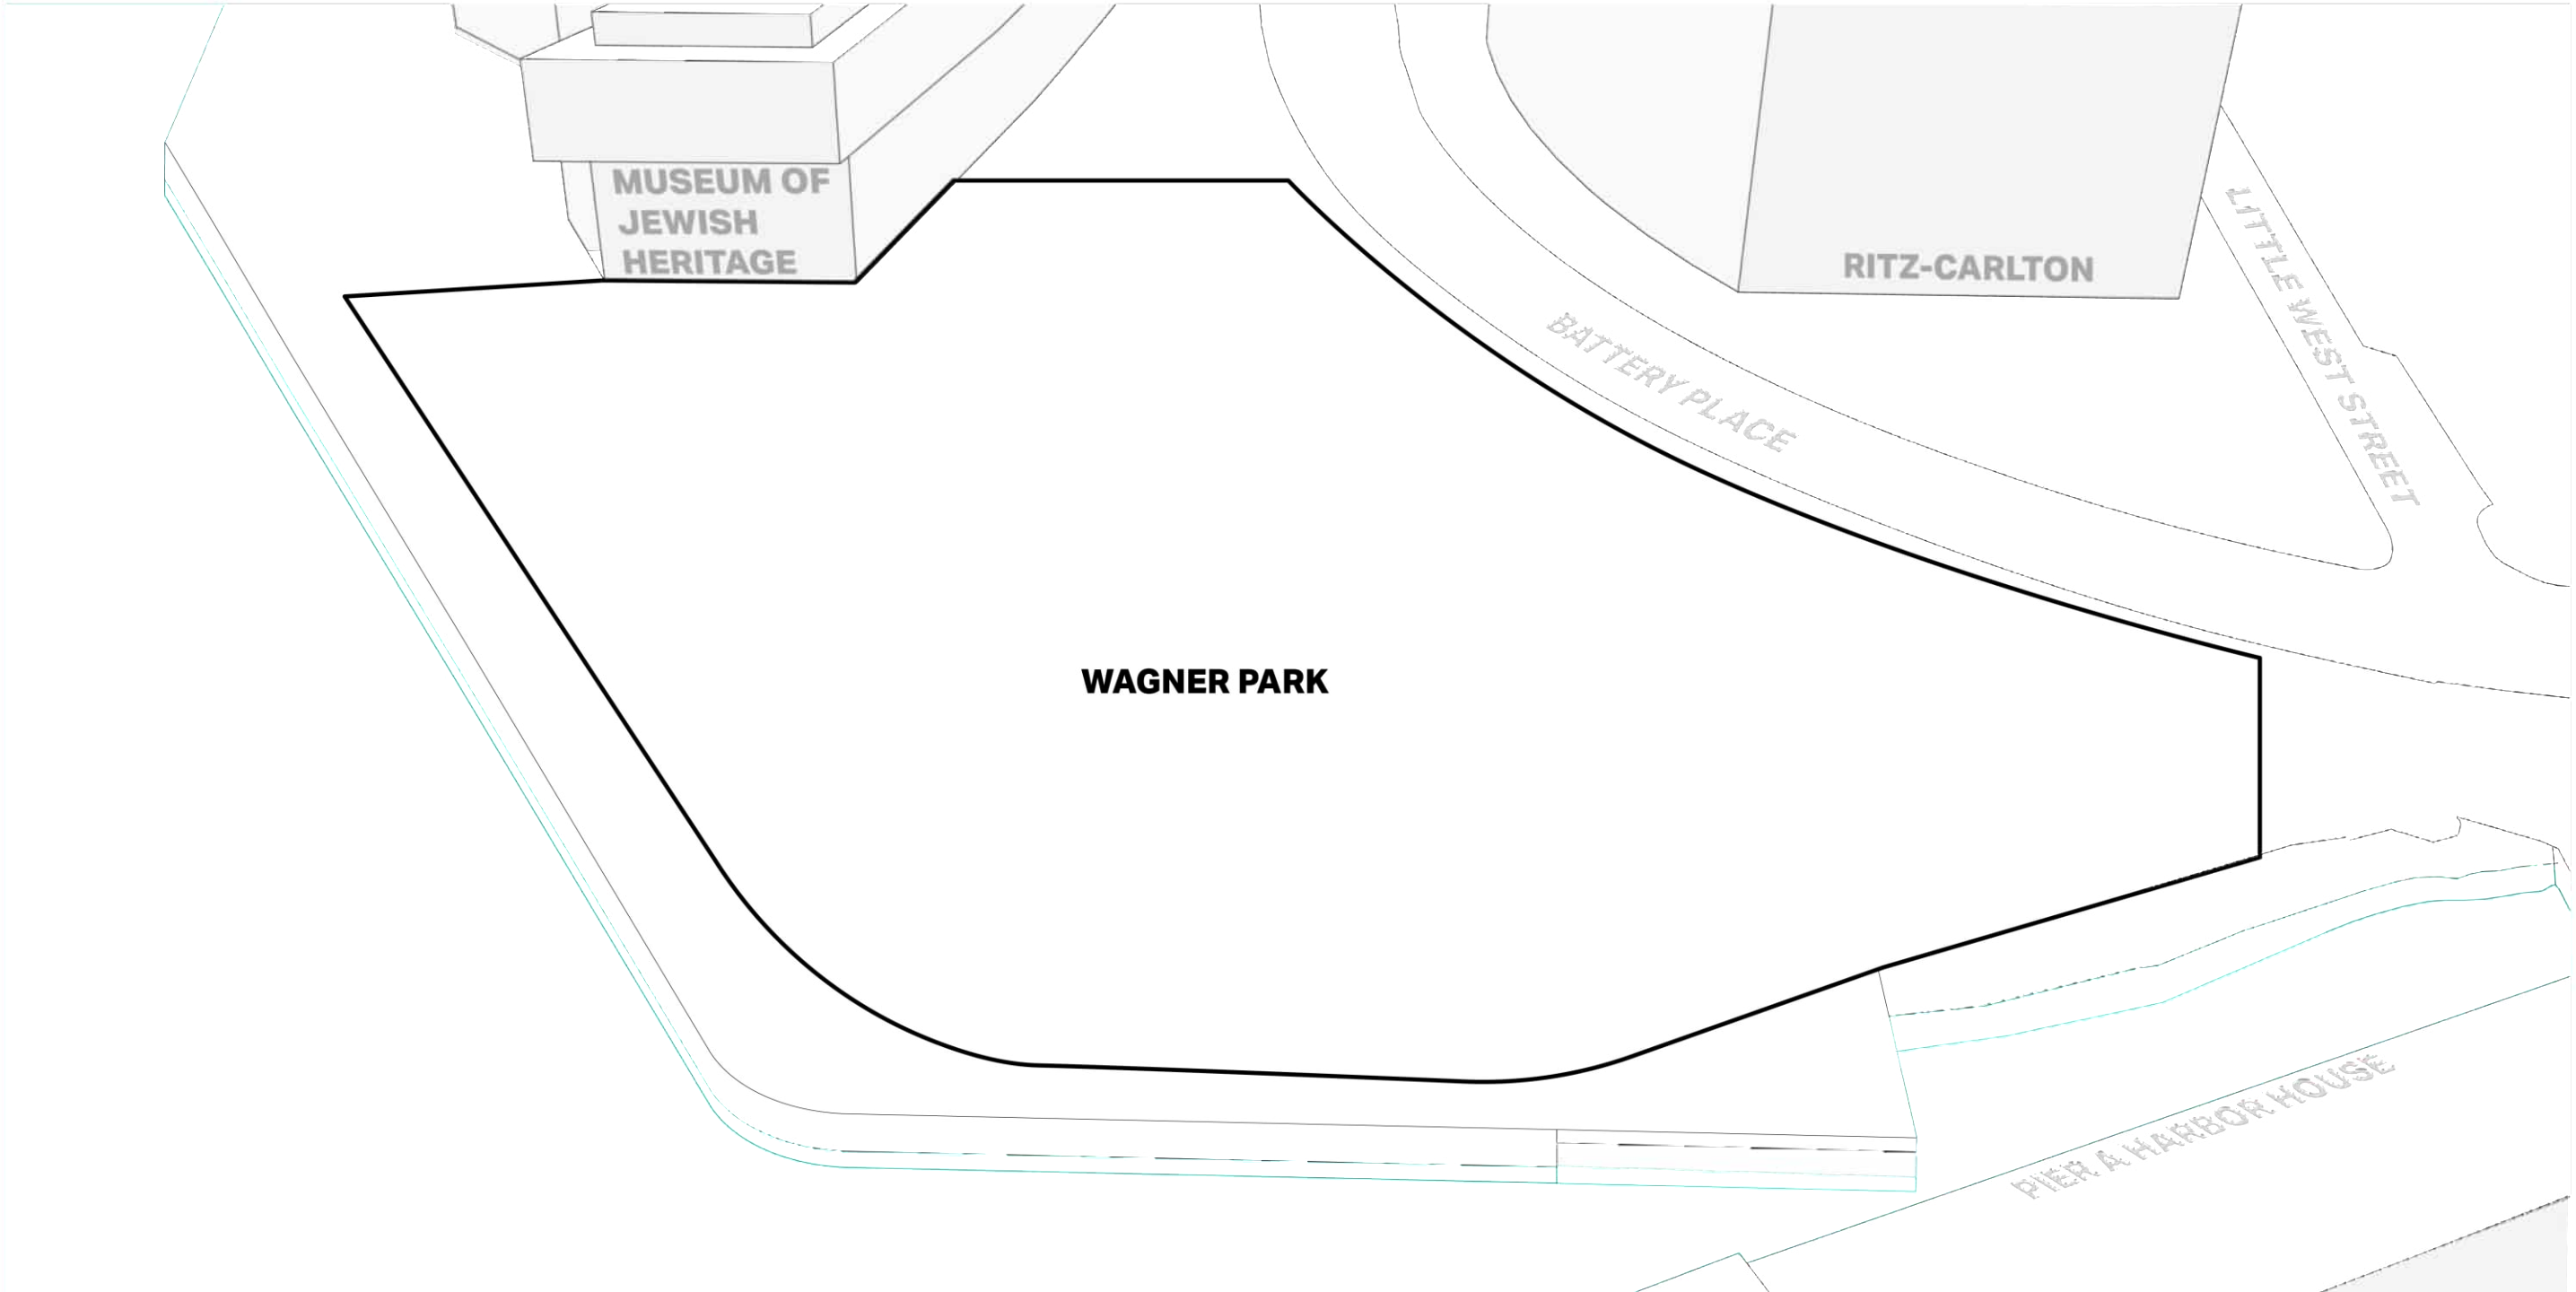 MUSEUM OF
JEWISH
HERITAGE
RITZ-CARLTON
LITTLE WEST STREET
BATTERY PLACE
WAGNER PARK
PIER A HARBOR HOUSE